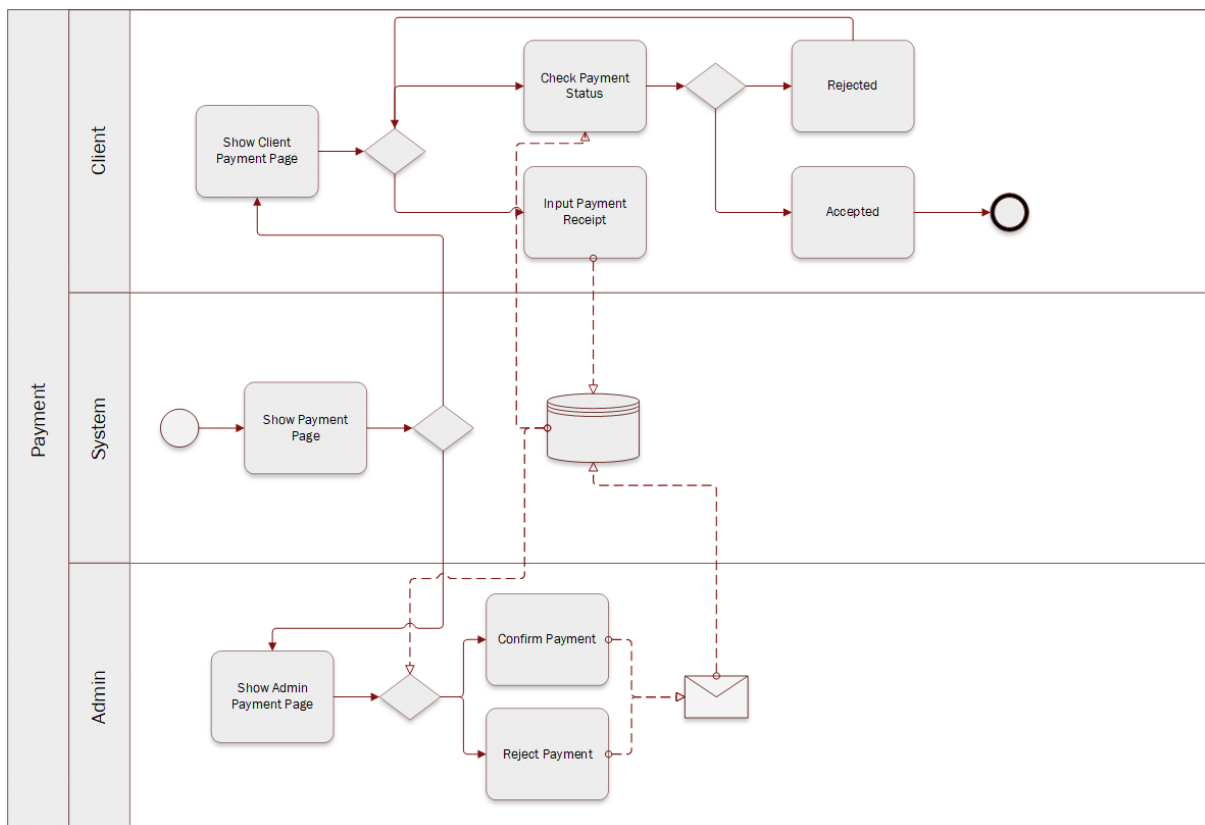 Payment
Client
Show Client
Payment Page
Check Payment
Status
Rejected
Input Payment
Receipt
Accepted
System
Show Payment
Page
Admin
Show Admin
Payment Page
Confirm Payment
Reject Payment